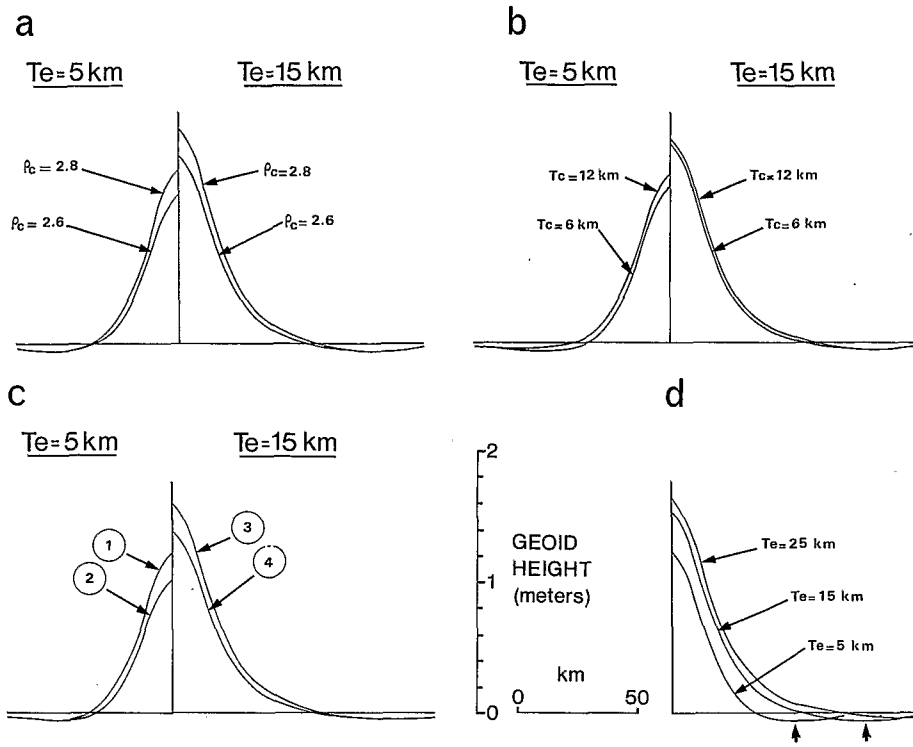 a
Te=5 km
Te=15 km
ρc= 2.8
ρc= 2.6
ρc=2.8
ρc= 2.6
b
Te=5 km
Te=15 km
Tc=12 km
Tc=6 km
Tc=12 km
Tc=6 km
c
Te=5 km
Te=15 km
1
2
3
4
2
1
0
GEOID
HEIGHT
(meters)
km
0
50
d
Te=25 km
Te=15 km
Te=5 km